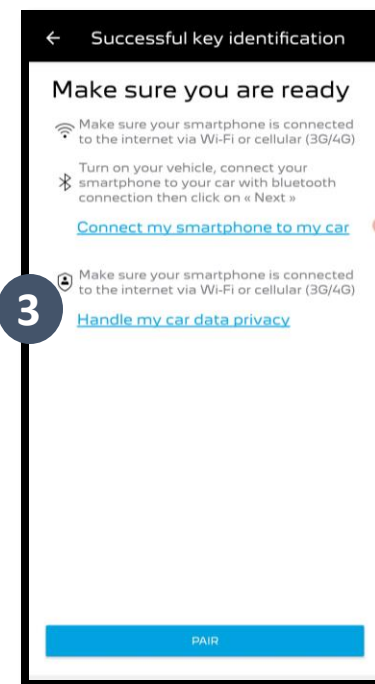 Successful key identification
Make sure you are ready
Make sure your smartphone is connected
to the internet via Wi-Fi or cellular (3G/4G)
Turn on your vehicle, connect your
smartphone to your car with bluetooth
connection then click on « Next »
Connect my smartphone to my car
Make sure your smartphone is connected
to the internet via Wi-Fi or cellular (3G/4G)
3
Handle my car data privacy
PAIR